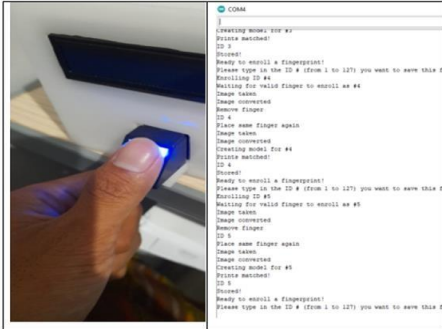 COM4
Creating model for #3
Prints matched!
ID 3
Stored!
Ready to enroll a fingerprint!
Please type in the ID # (from 1 to 127) you want to save this f
Enrolling ID #4
Waiting for valid finger to enroll as #4
Image taken
Image converted
Remove finger
ID 4
Place same finger again
Image taken
Image converted
Creating model for #4
Prints matched!
ID 4
Stored!
Ready to enroll a fingerprint!
Please type in the ID # (from 1 to 127) you want to save this f
Enrolling ID #5
Waiting for valid finger to enroll as #5
Image taken
Image converted
Remove finger
ID 5
Place same finger again
Image taken
Image converted
Creating model for #5
Prints matched!
ID 5
Stored!
Ready to enroll a fingerprint!
Please type in the ID # (from 1 to 127) you want to save this f